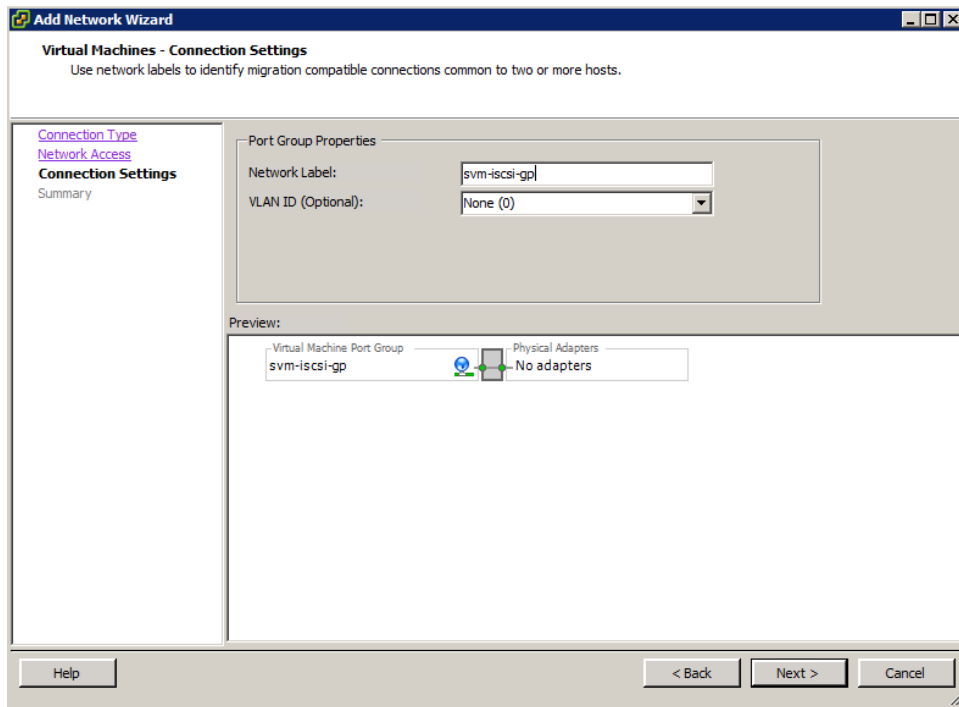 Add Network Wizard
Virtual Machines - Connection Settings
Use network labels to identify migration compatible connections common to two or more hosts.
Connection Type
Network Access
Connection Settings
Summary
Port Group Properties
Network Label:
svm-iscsi-gp
VLAN ID (Optional):
None (0)
Preview:
Virtual Machine Port Group
svm-iscsi-gp
Physical Adapters
No adapters
Help
< Back
Next >
Cancel